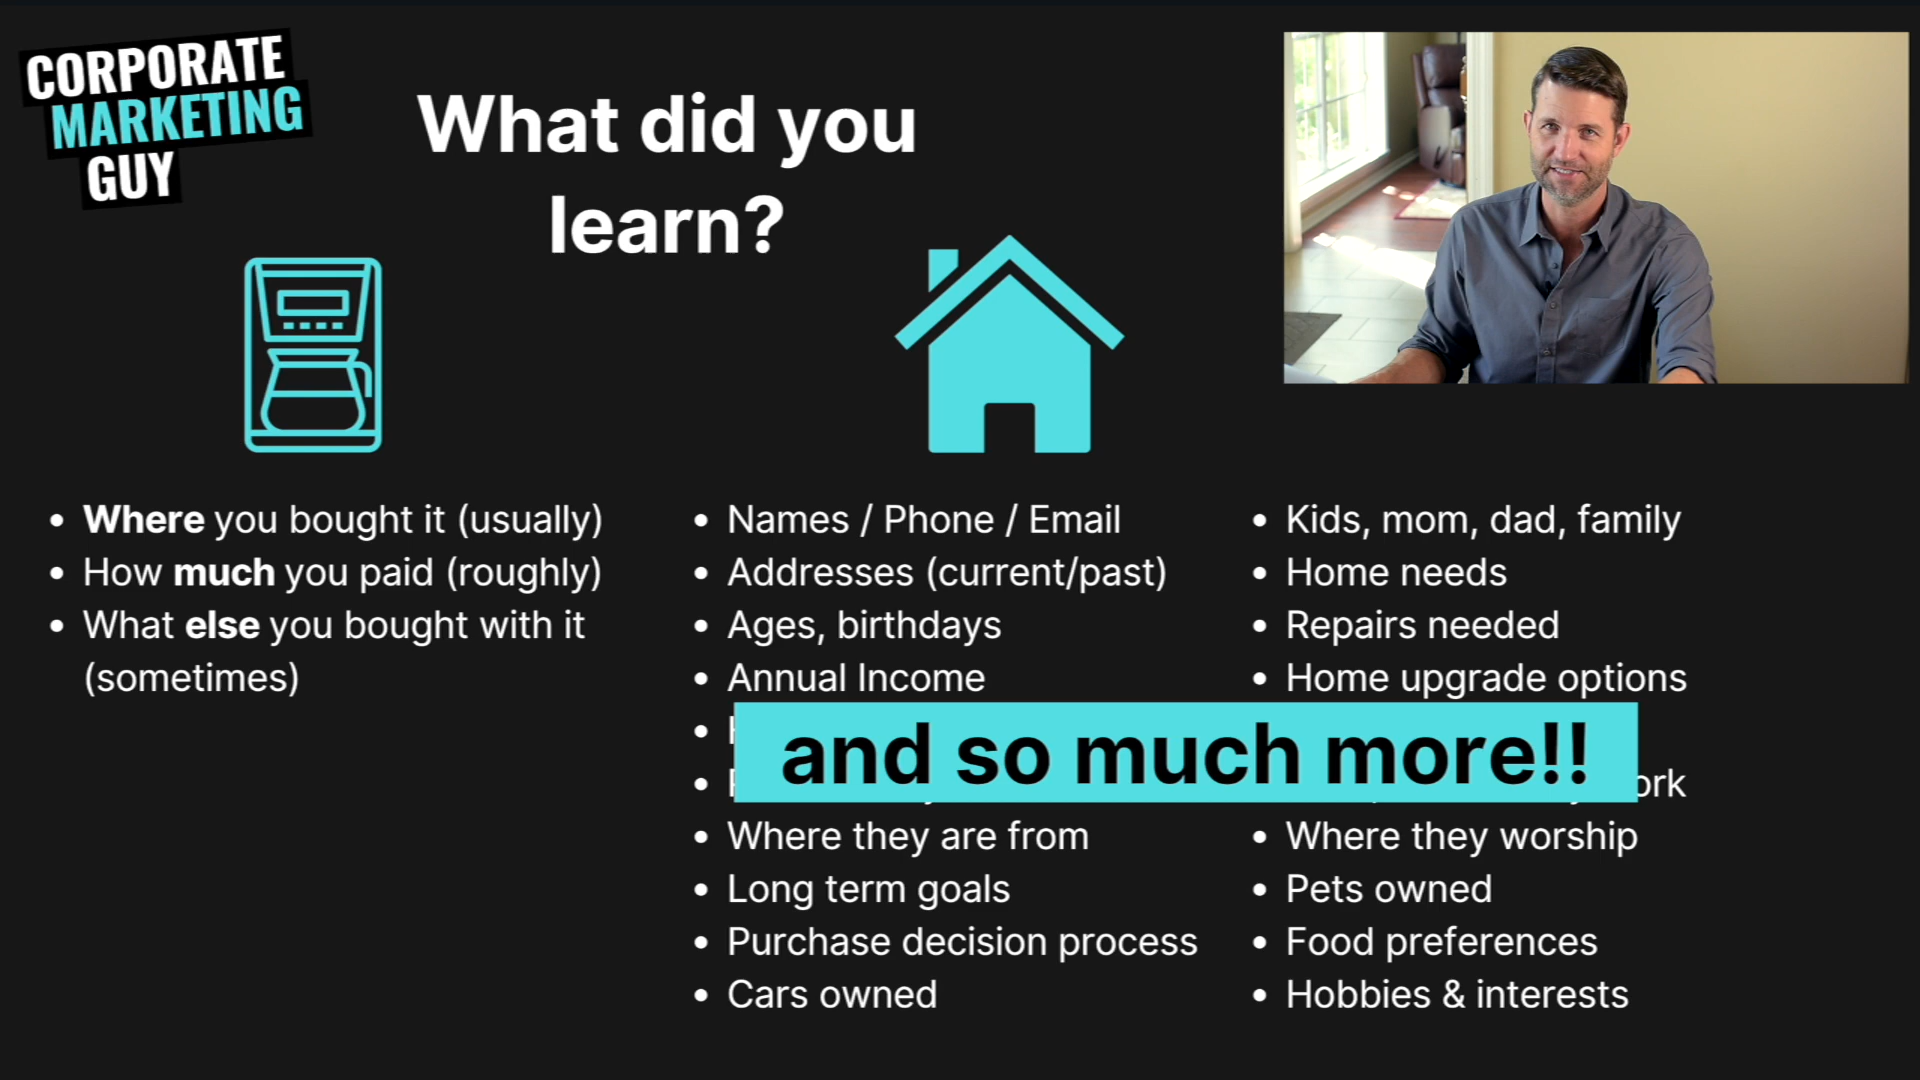 CORPORATE
MARKETING
GUY
What did you
learn?
• Where you bought it (usually)
• How much you paid (roughly)
• What else you bought with it
(sometimes)
• Names / Phone / Email
• Addresses (current/past)
• Ages, birthdays
• Annual Income
• Where they are from
• Long term goals
• Purchase decision process
• Cars owned
• Kids, mom, dad, family
• Home needs
• Repairs needed
• Home upgrade options
• Where they worship
• Pets owned
• Food preferences
• Hobbies & interests
and so much more!!